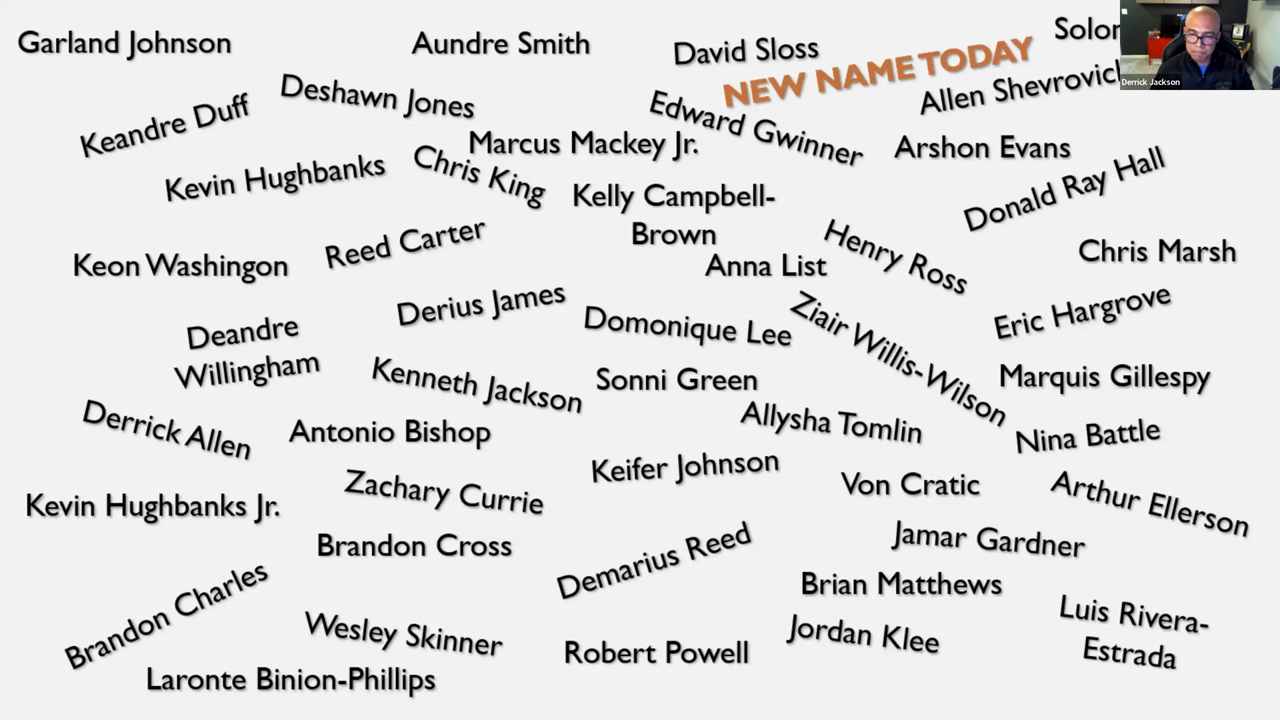 Garland Johnson
Aundre Smith
David Sloss
NEW NAME TODAY
Derrick Jackson
Keandre Duff
Deshawn Jones
Edward Gwinner
Allen
Marcus Mackey Jr.
Arshon Evans
Kevin Hughbanks
Chris King
Kelly Campbell-
Brown
Donald Ray Hall
Keon Washingon
Reed Carter
Anna List
Henry Ross
Chris Marsh
Deandre
Willingham
Derius James
Domonique Lee
Ziair Willis-Wilson
Eric Hargrove
Kenneth Jackson
Sonni Green
Marquis Gillespy
Derrick Allen
Antonio Bishop
Allysha Tomlin
Nina Battle
Kevin Hughbanks Jr.
Zachary Currie
Keifer Johnson
Von Cratic
Arthur Ellerson
Brandon Cross
Demarius Reed
Jamar Gardner
Brandon Charles
Brian Matthews
Wesley Skinner
Robert Powell
Jordan Klee
Luis Rivera-
Estrada
Laronte Binion-Phillips